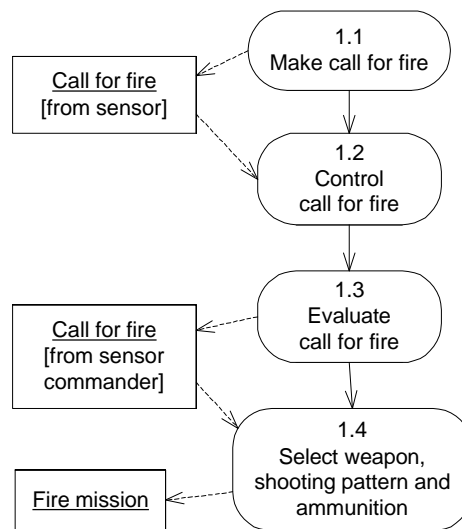 1.1
Make call for fire
Call for fire
[from sensor]
1.2
Control
call for fire
1.3
Evaluate
call for fire
Call for fire
[from sensor
commander]
1.4
Select weapon,
shooting pattern and
ammunition
Fire mission